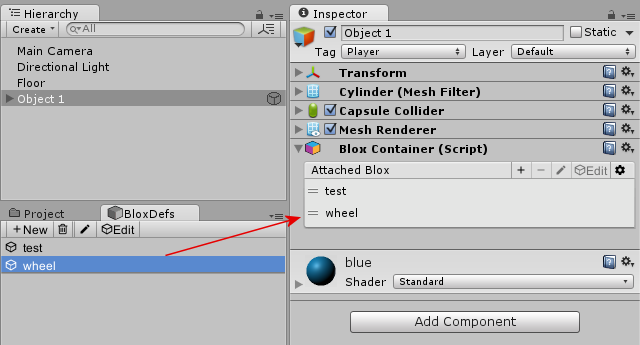 Hierarchy
Create
All
Main Camera
Directional Light
Floor
Object 1
Project
BloxDefs
+New
Edit
test
wheel
Inspector
Object 1
Static
Tag
Player
Layer
Default
Transform
Cylinder (Mesh Filter)
Capsule Collider
Mesh Renderer
Blox Container (Script)
Attached Blox
+ − Edit
test
wheel
blue
Shader
Standard
Add Component